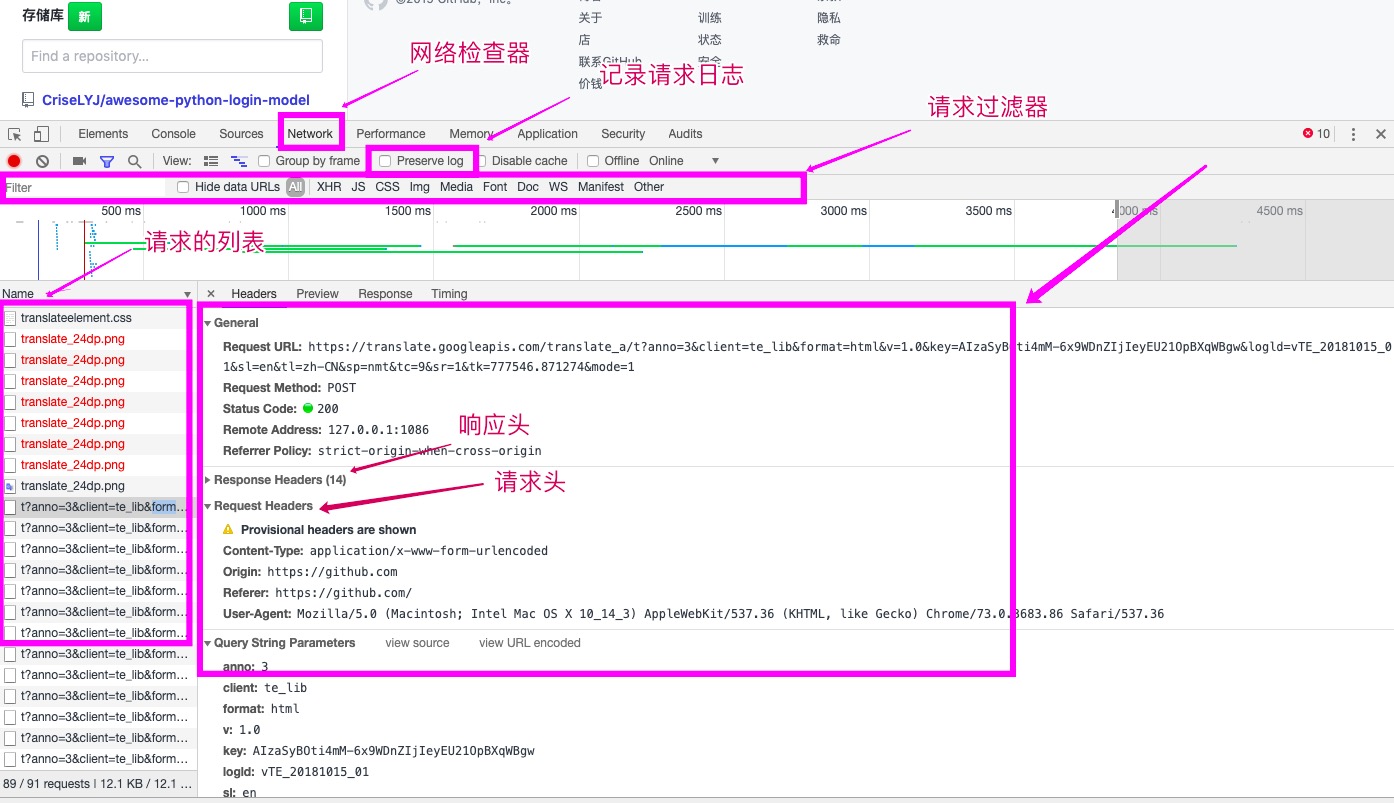 存储库 新
©2019 GitHub, Inc.
关于 训练 隐私
Find a repository...
店 状态 救命
网络检查器
联系GitHub 安全
记录请求日志
价钱
CriseLYJ/awesome-python-login-model
请求过滤器
Elements Console Sources Network Performance Memory Application Security Audits 10
View: Group by frame Preserve log Disable cache Offline Online
Filter Hide data URLs All XHR JS CSS Img Media Font Doc WS Manifest Other
500 ms 1000 ms 1500 ms 2000 ms 2500 ms 3000 ms 3500 ms 4000 ms 4500 ms
请求的列表
Name
Headers Preview Response Timing
translateelement.css
translate_24dp.png
translate_24dp.png
translate_24dp.png
translate_24dp.png
translate_24dp.png
translate_24dp.png
translate_24dp.png
translate_24dp.png
t?anno=3&client=te_lib&form...
t?anno=3&client=te_lib&form...
t?anno=3&client=te_lib&form...
t?anno=3&client=te_lib&form...
t?anno=3&client=te_lib&form...
t?anno=3&client=te_lib&form...
t?anno=3&client=te_lib&form...
t?anno=3&client=te_lib&form...
t?anno=3&client=te_lib&form...
t?anno=3&client=te_lib&form...
t?anno=3&client=te_lib&form...
t?anno=3&client=te_lib&form...
t?anno=3&client=te_lib&form...
89 / 91 requests | 12.1 KB / 12.1 ...
General
Request URL: https://translate.googleapis.com/translate_a/t?anno=3&client=te_lib&format=html&v=1.0&key=AIzaSyBOti4mM-6x9WDnZIjIeyEU21OpBXqWBgw&logld=vTE_20181015_0
1&sl=en&tl=zh-CN&sp=nmt&tc=9&sr=1&tk=777546.871274&mode=1
Request Method: POST
Status Code: 200
Remote Address: 127.0.0.1:1086
Referrer Policy: strict-origin-when-cross-origin
响应头
Response Headers (14)
请求头
Request Headers
Provisional headers are shown
Content-Type: application/x-www-form-urlencoded
Origin: https://github.com
Referer: https://github.com/
User-Agent: Mozilla/5.0 (Macintosh; Intel Mac OS X 10_14_3) AppleWebKit/537.36 (KHTML, like Gecko) Chrome/73.0.3683.86 Safari/537.36
Query String Parameters view source view URL encoded
anno: 3
client: te_lib
format: html
v: 1.0
key: AIzaSyBOti4mM-6x9WDnZIjIeyEU21OpBXqWBgw
logld: vTE_20181015_01
sl: en